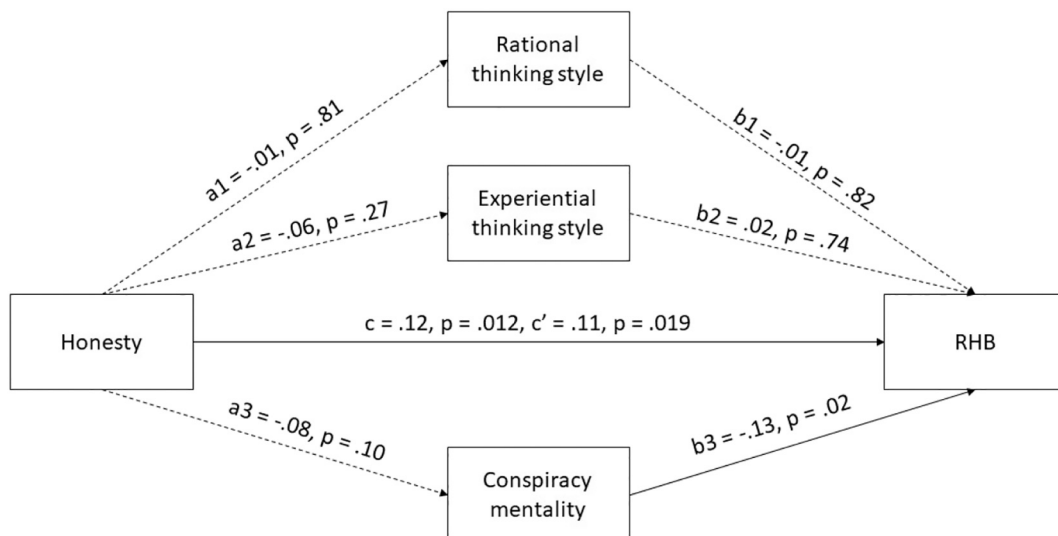 Rational
thinking style
a1 = -.01, p = .81
b1 = -.01, p = .82
Experiential
thinking style
a2 = -.06, p = .27
b2 = .02, p = .74
Honesty
c = .12, p = .012, c’ = .11, p = .019
RHB
a3 = -.08, p = .10
b3 = -.13, p = .02
Conspiracy
mentality